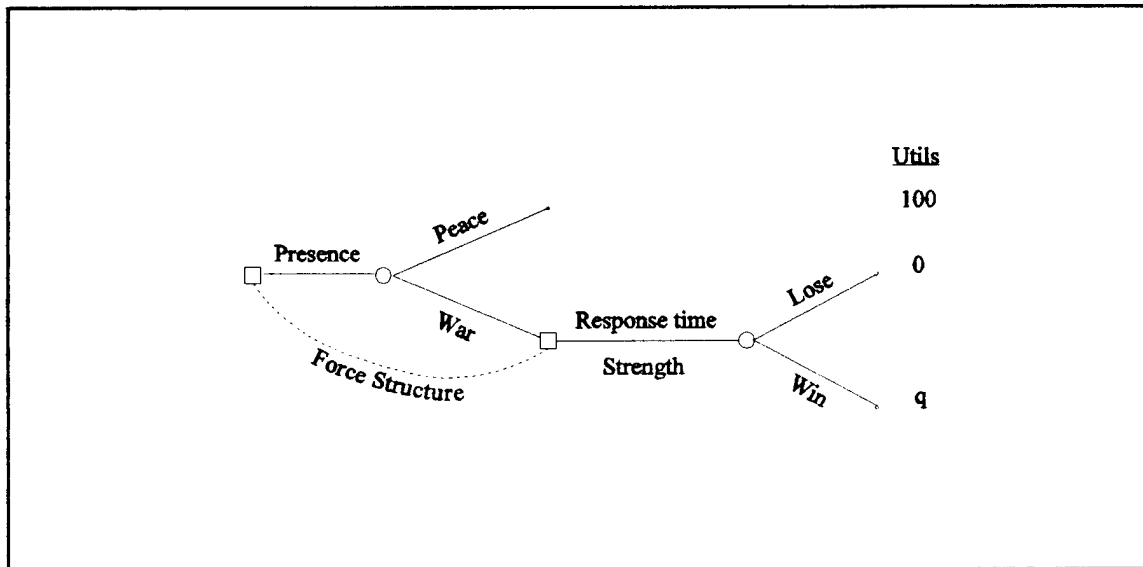 Utils
100
Peace
Presence
0
Lose
War
Response time
Force Structure
Strength
Win
q